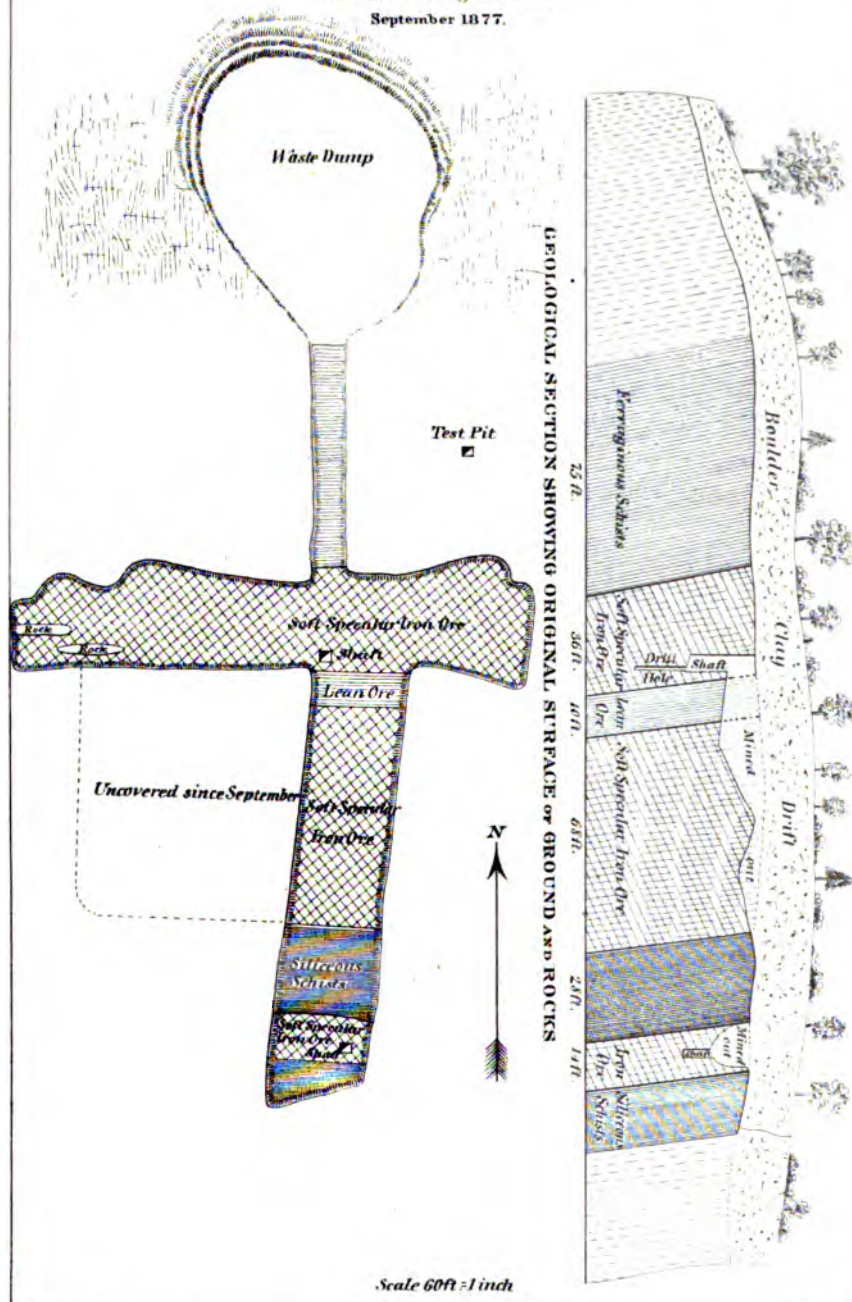 September 1877.
Waste Dump
Test Pit
Soft Specular Iron Ore
Rock
Rock
Shaft
Lean Ore
Uncovered since September
Soft Specular
Iron Ore
N
Siliceous
Schists
Soft Specular
Iron Ore
Shaft
Scale 60ft=1 inch
GEOLOGICAL SECTION SHOWING ORIGINAL SURFACE OF GROUND AND ROCKS
75 ft.
36 ft.
10 ft.
68 ft.
28 ft.
14 ft.
Ferruginous Schists
Soft Specular
Iron Ore
Drill
Hole
Shaft
Lean
Ore
Soft Specular Iron Ore
Mined
out
Mined
out
Iron
Ore
Siliceous
Schists
Boulder Clay Drift